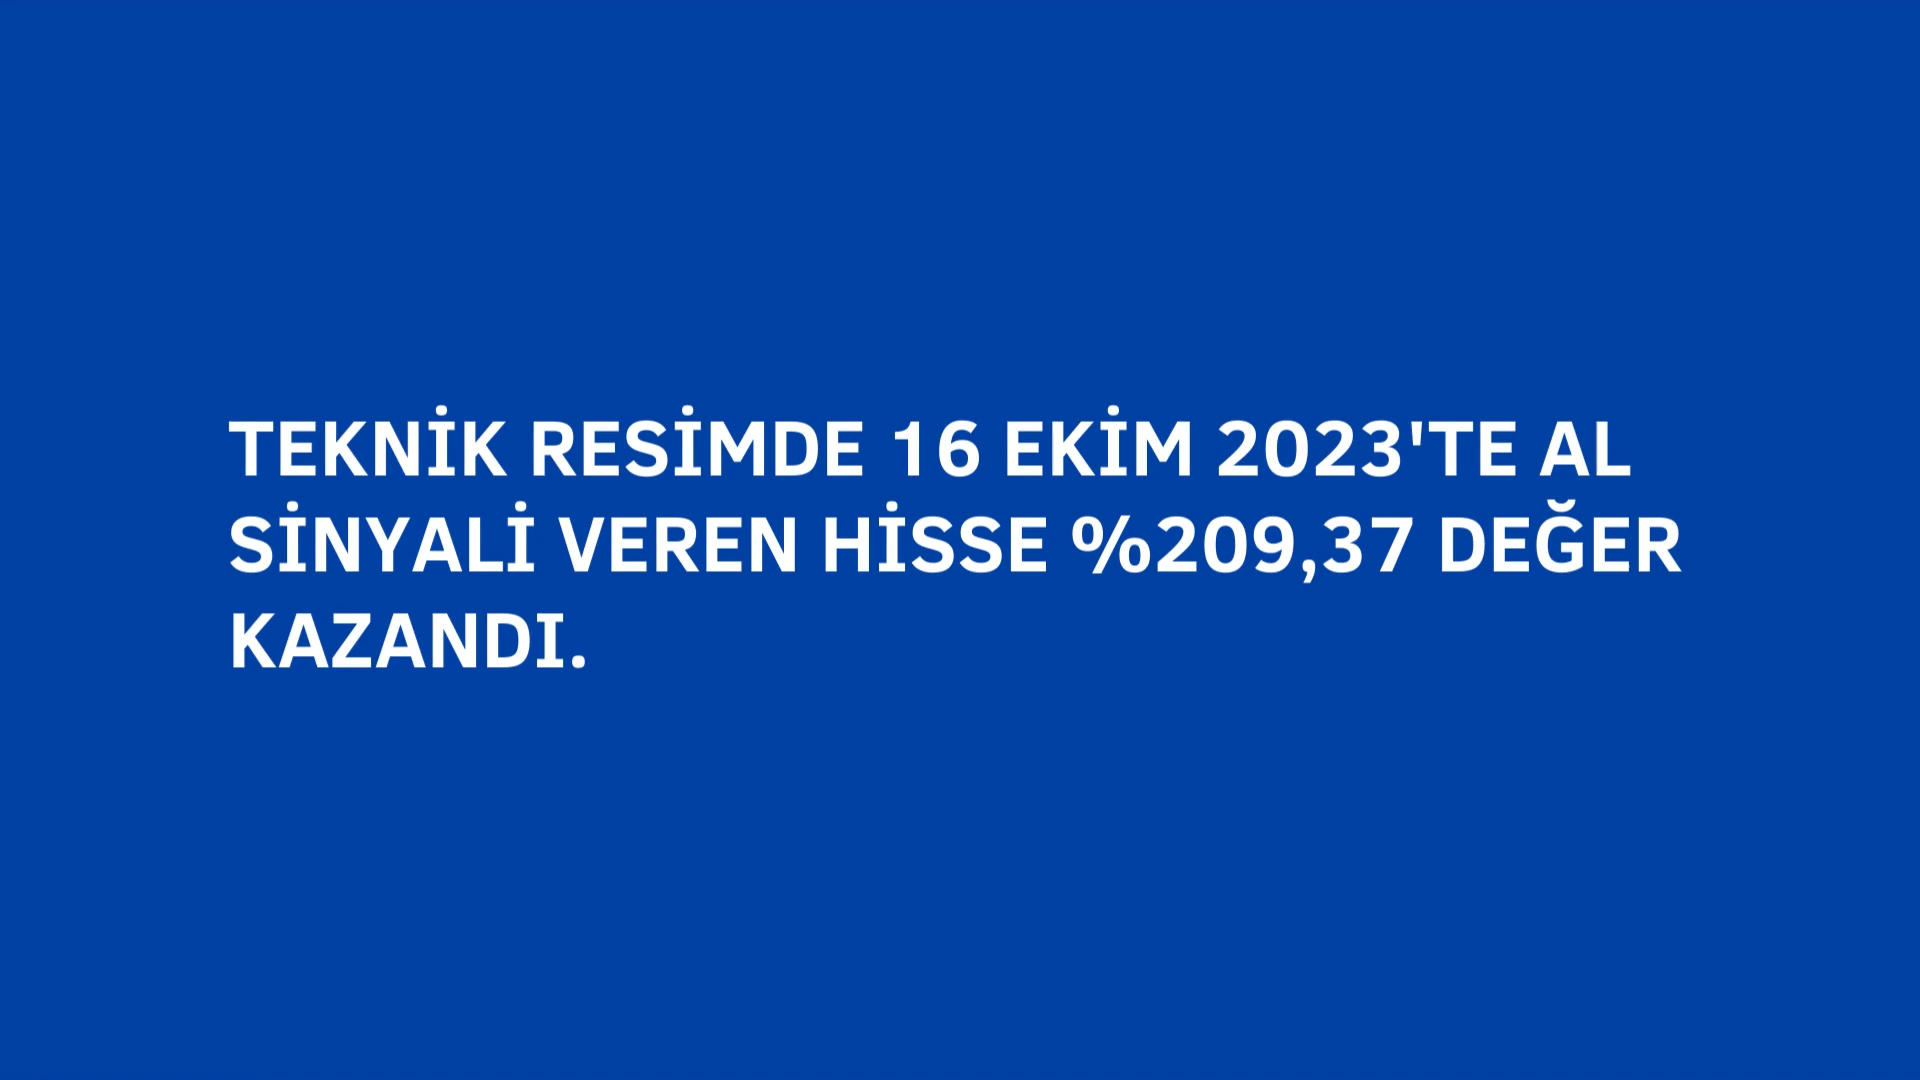 TEKNİK RESİMDE 16 EKİM 2023'TE AL
SİNYALİ VEREN HİSSE %209,37 DEĞER
KAZANDI.